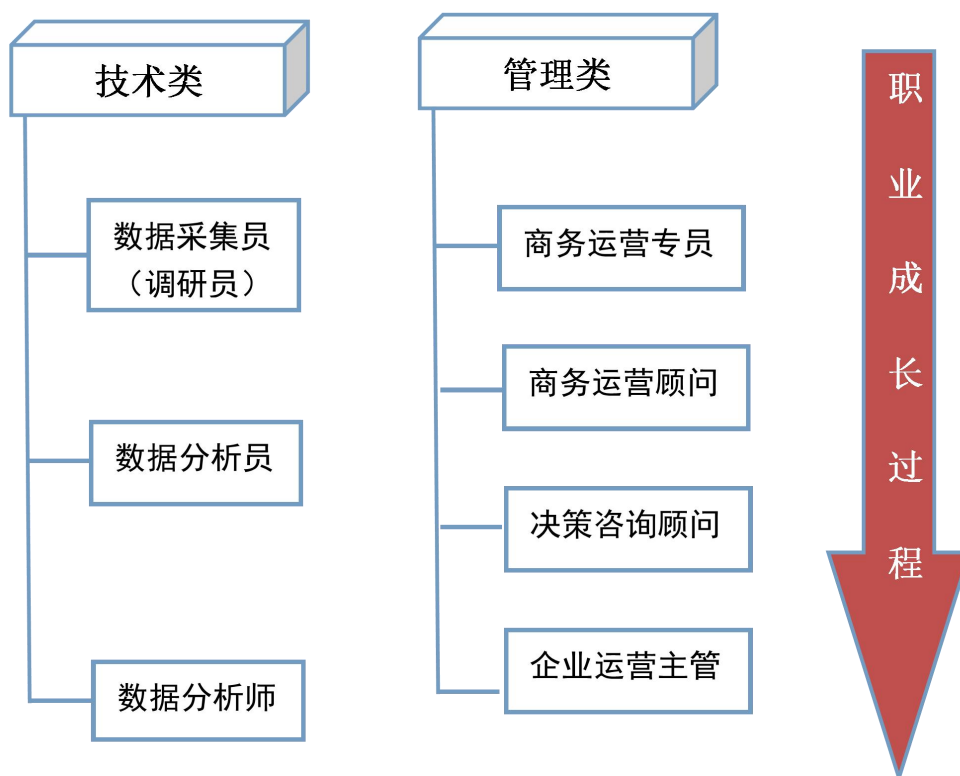 技术类
数据采集员
（调研员）
数据分析员
数据分析师
管理类
商务运营专员
商务运营顾问
决策咨询顾问
企业运营主管
职
业
成
长
过
程